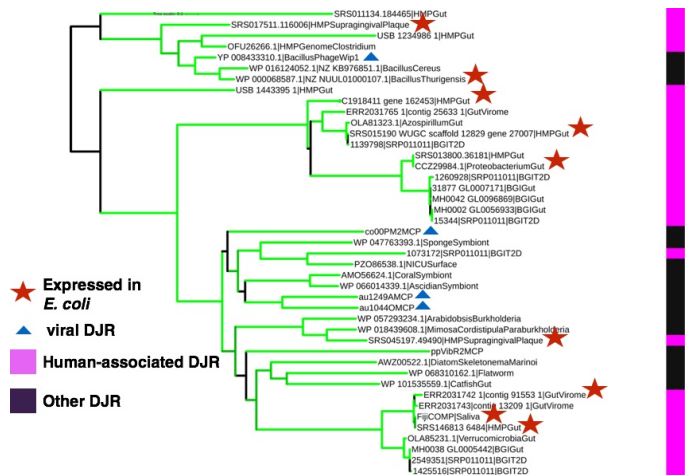 SRS011134.184465|HMPGut
SRS017511.116006|HMPSupragingivalPlaque
USB 1234986 1|HMPGut
OFU26266.1|HMPGenomeClostridium
YP 008433310.1|BacillusPhageWip1
WP 016124052.1|NZ KB976851.1|BacillusCereus
WP 000068587.1|NZ NUUL01000107.1|BacillusThurigensis
USB 1443395 1|HMPGut
C1918411 gene 162453|HMPGut
ERR2031765 1|contig 25633 1|GutVirome
OLA81323.1|AzospirillumGut
SRS015190 WUGC scaffold 12829 gene 27007|HMPGut
1139798|SRP011011|BGIT2D
SRS013800.36181|HMPGut
CCZ29984.1|ProteobacteriumGut
1260928|SRP011011|BGIT2D
31877 GL0007171|BGIGut
MH0042 GL0096869|BGIGut
MH0002 GL0056933|BGIGut
15344|SRP011011|BGIT2D
co00PM2MCP
WP 047763393.1|SpongeSymbiont
1073172|SRP011011|BGIT2D
PZO86538.1|NICUSurface
AMO56624.1|CoralSymbiont
WP 066014339.1|AscidianSymbiont
au1249AMCP
au1044OMCP
WP 057293234.1|ArabidobsisBurkholderia
WP 018439608.1|MimosaCordistipulaParaburkholderia
SRS045197.49490|HMPSupragingivalPlaque
ppVibR2MCP
AWZ00522.1|DiatomSkeletonemaMarinoi
WP 068310162.1|Flatworm
WP 101535559.1|CatfishGut
ERR2031742 1|contig 91553 1|GutVirome
ERR2031743|contig 13209 1|GutVirome
FijiCOMP|Saliva
SRS146813 6484|HMPGut
OLA85231.1|VerrucomicrobiaGut
MH0038 GL0005442|BGIGut
2549351|SRP011011|BGIT2D
1425516|SRP011011|BGIT2D
Expressed in
E. coli
viral DJR
Human-associated DJR
Other DJR